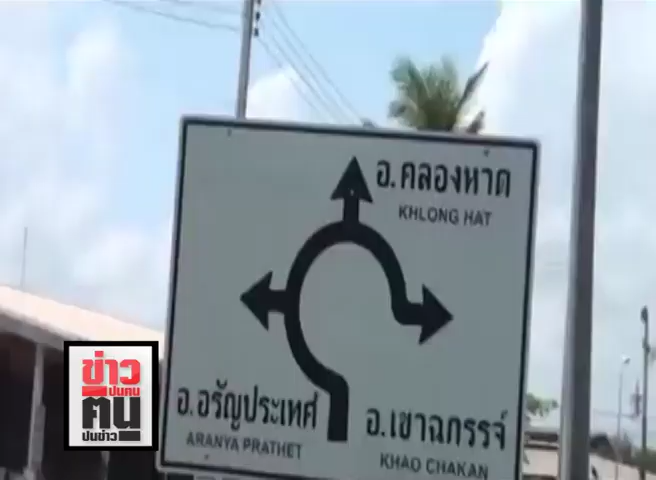 อ.คลองหาด
KHLONG HAT
อ.อรัญประเทศ
ARANYA PRATHET
อ.เขาฉกรรจ์
KHAO CHAKAN
ข่าว
ปนคน
คน
ปนข่าว